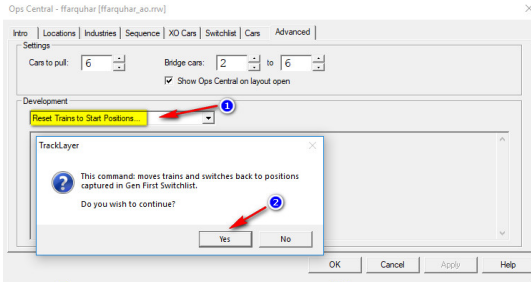 Ops Central - ffarquhar [ffarquhar_ao.rrw]
Intro Locations Industries Sequence XO Cars Switchlist Cars Advanced
Settings
Cars to pull: 6 Bridge cars: 2 to 6
Show Ops Central on layout open
Development
1
Reset Trains to Start Positions...
TrackLayer
This command: moves trains and switches back to positions
captured in Gen First Switchlist.
Do you wish to continue?
2
Yes No
OK Cancel Apply Help